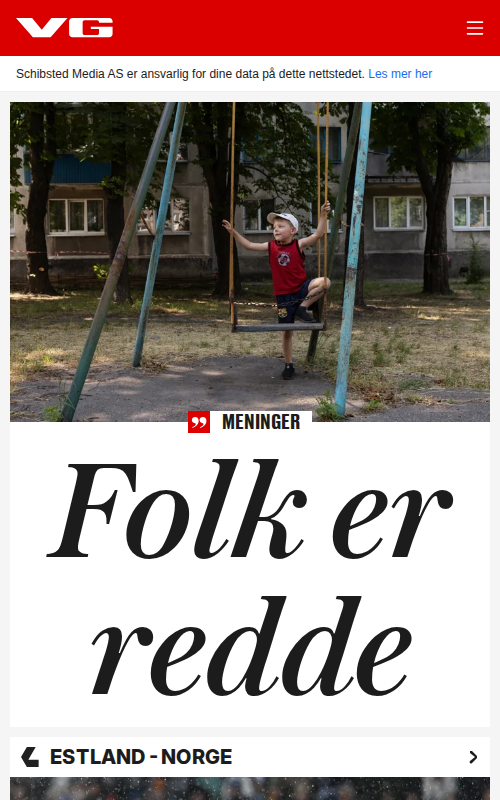 VG
Schibsted Media AS er ansvarlig for dine data på dette nettstedet. Les mer her
MENINGER
Folk er
redde
ESTLAND - NORGE